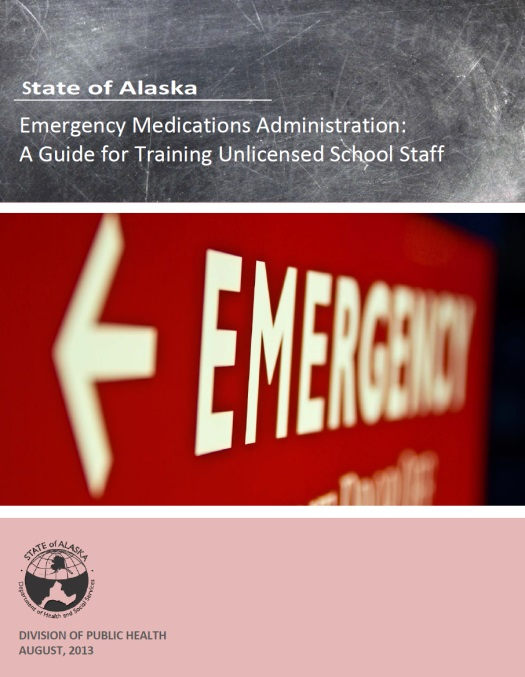 State of Alaska
Emergency Medications Administration:
A Guide for Training Unlicensed School Staff
EMERGENCY
STATE of ALASKA
Department of Health and Social Services
DIVISION OF PUBLIC HEALTH
AUGUST, 2013